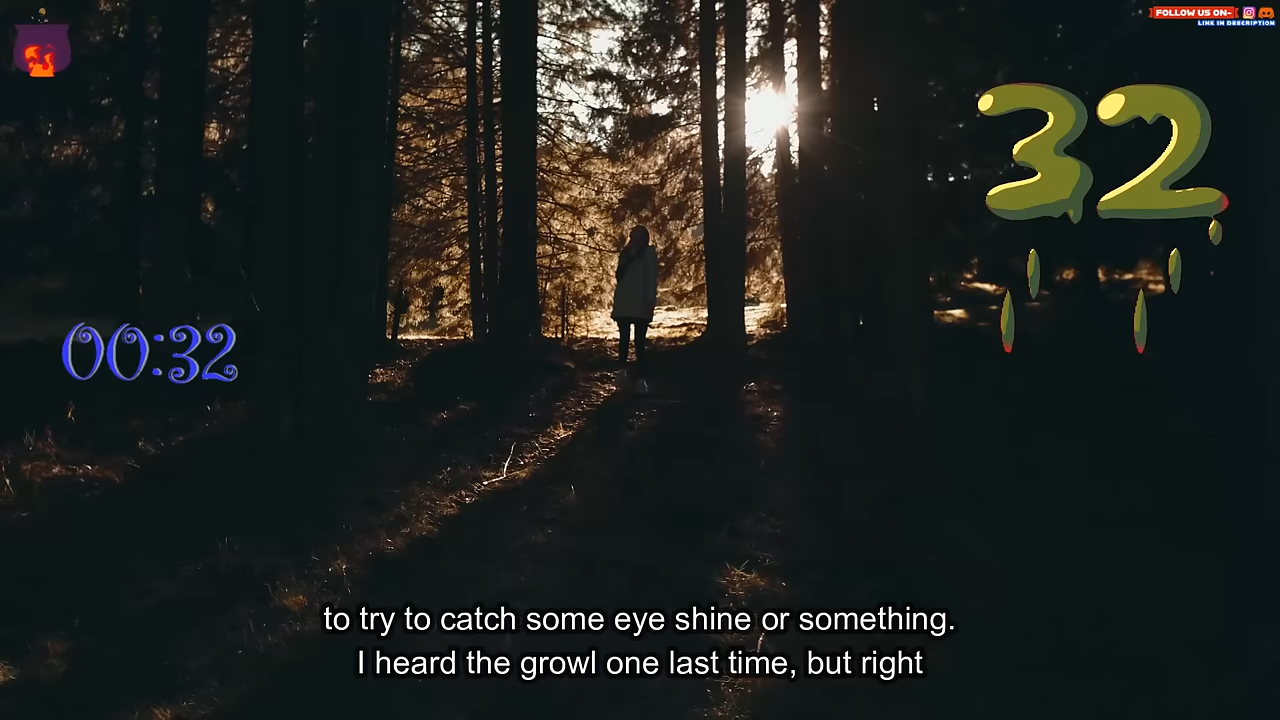 FOLLOW US ON-
LINK IN DESCRIPTION
32
00:32
to try to catch some eye shine or something.
I heard the growl one last time, but right